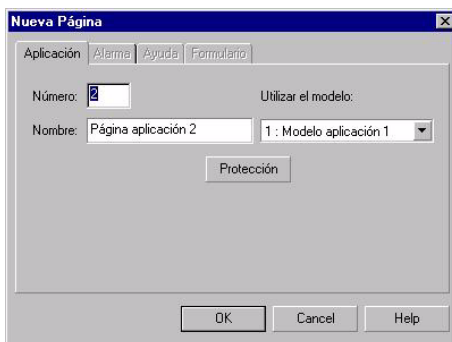 Nueva Página
Aplicación Alarma Ayuda Formulario
Número: 2 Utilizar el modelo:
Nombre: Página aplicación 2 1 : Modelo aplicación 1
Protección
OK Cancel Help